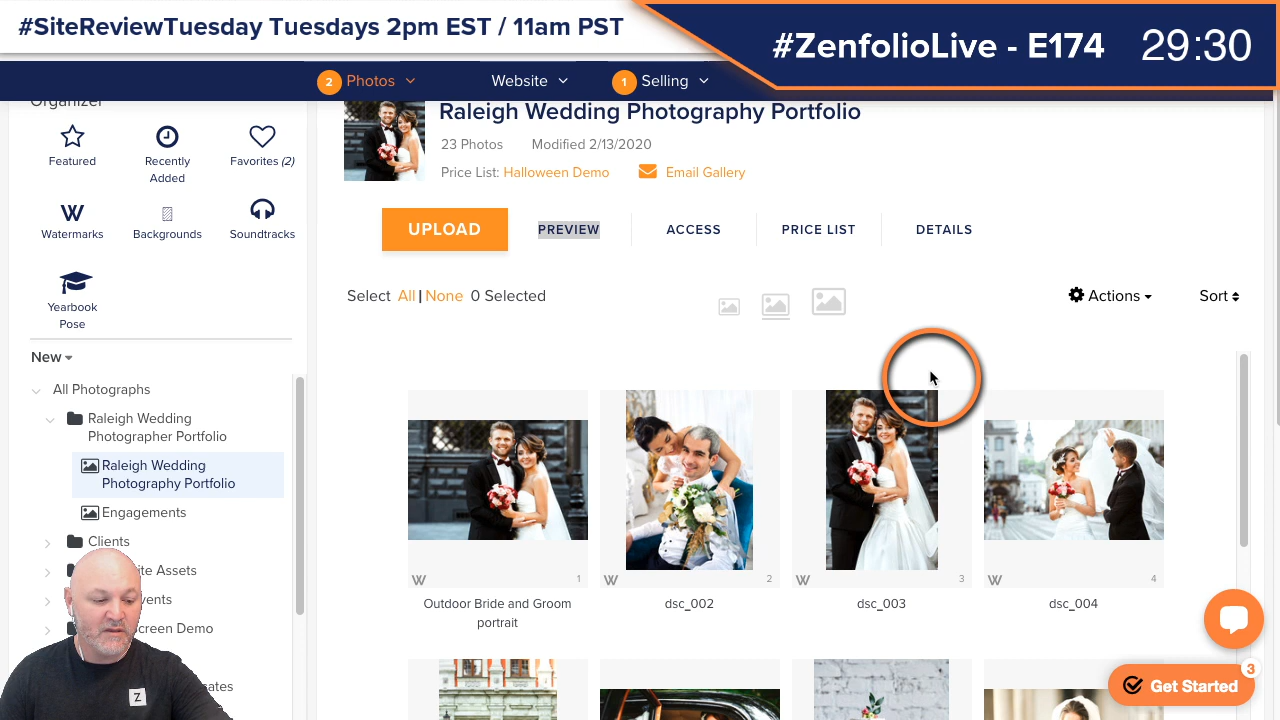 #SiteReviewTuesday Tuesdays 2pm EST / 11am PST
#ZenfolioLive - E174 29:30
2 Photos Website 1 Selling
Organizer
Featured
Recently
Added
Favorites (2)
Watermarks
Backgrounds
Soundtracks
Yearbook
Pose
New
All Photographs
Raleigh Wedding
Photographer Portfolio
Raleigh Wedding
Photography Portfolio
Engagements
Clients
Raleigh Wedding Photography Portfolio
23 Photos Modified 2/13/2020
Price List: Halloween Demo Email Gallery
UPLOAD PREVIEW ACCESS PRICE LIST DETAILS
Select All | None 0 Selected
Actions Sort
W 1 W 2 W 3 W 4
Outdoor Bride and Groom
portrait
dsc_002
dsc_003
dsc_004
Z
3
Get Started